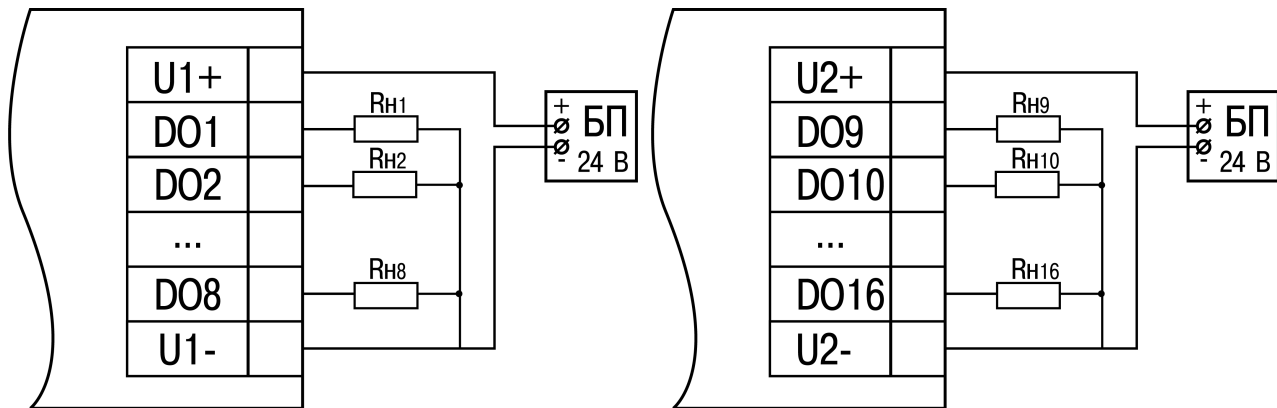 U1+
DO1
DO2
...
DO8
U1-
Rн1
Rн2
Rн8
+
-
БП
24 В
U2+
DO9
DO10
...
DO16
U2-
Rн9
Rн10
Rн16
+
-
БП
24 В